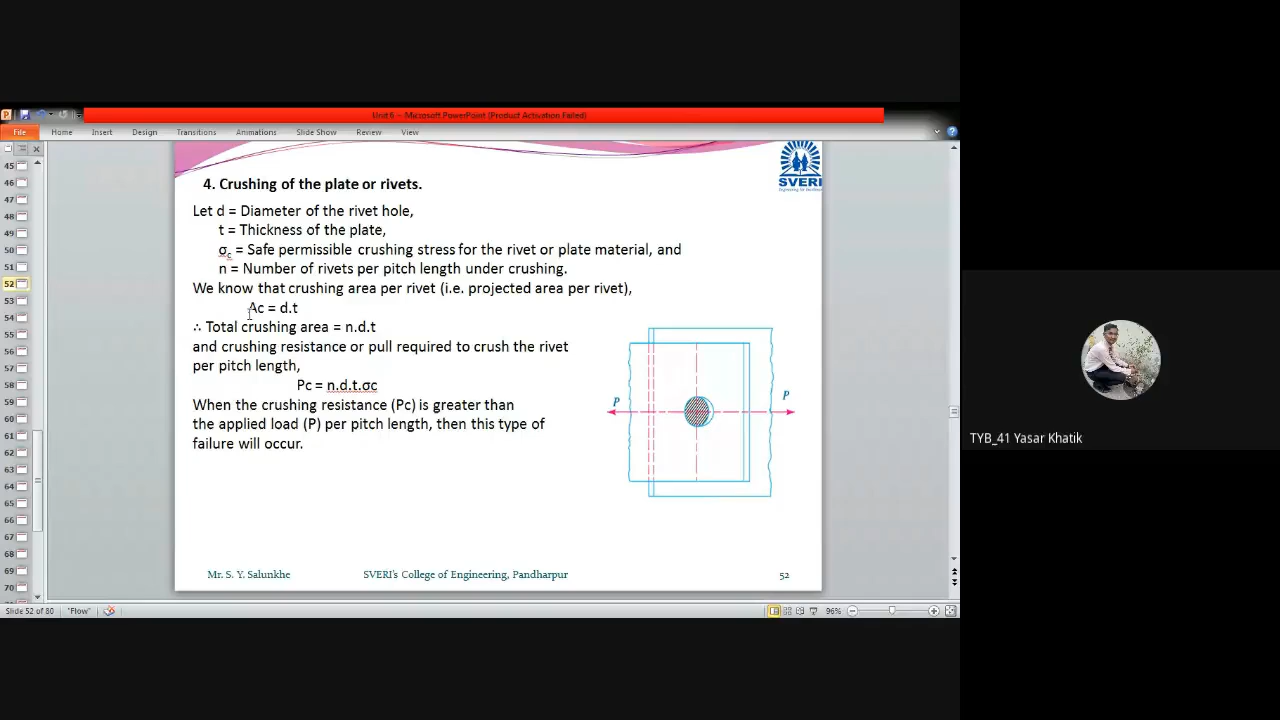 Unit 6 - Microsoft PowerPoint (Product Activation Failed)
File Home Insert Design Transitions Animations Slide Show Review View
45
46
47
48
49
50
51
52
53
54
55
56
57
58
59
60
61
62
63
64
65
66
67
68
69
70
SVERI
4. Crushing of the plate or rivets.
Let d = Diameter of the rivet hole,
t = Thickness of the plate,
σc = Safe permissible crushing stress for the rivet or plate material, and
n = Number of rivets per pitch length under crushing.
We know that crushing area per rivet (i.e. projected area per rivet),
Ac = d.t
∴ Total crushing area = n.d.t
and crushing resistance or pull required to crush the rivet
per pitch length,
Pc = n.d.t.σc
When the crushing resistance (Pc) is greater than
the applied load (P) per pitch length, then this type of
failure will occur.
P
P
Mr. S. Y. Salunkhe SVERI's College of Engineering, Pandharpur 52
Slide 52 of 80 "Flow" 96%
TYB_41 Yasar Khatik